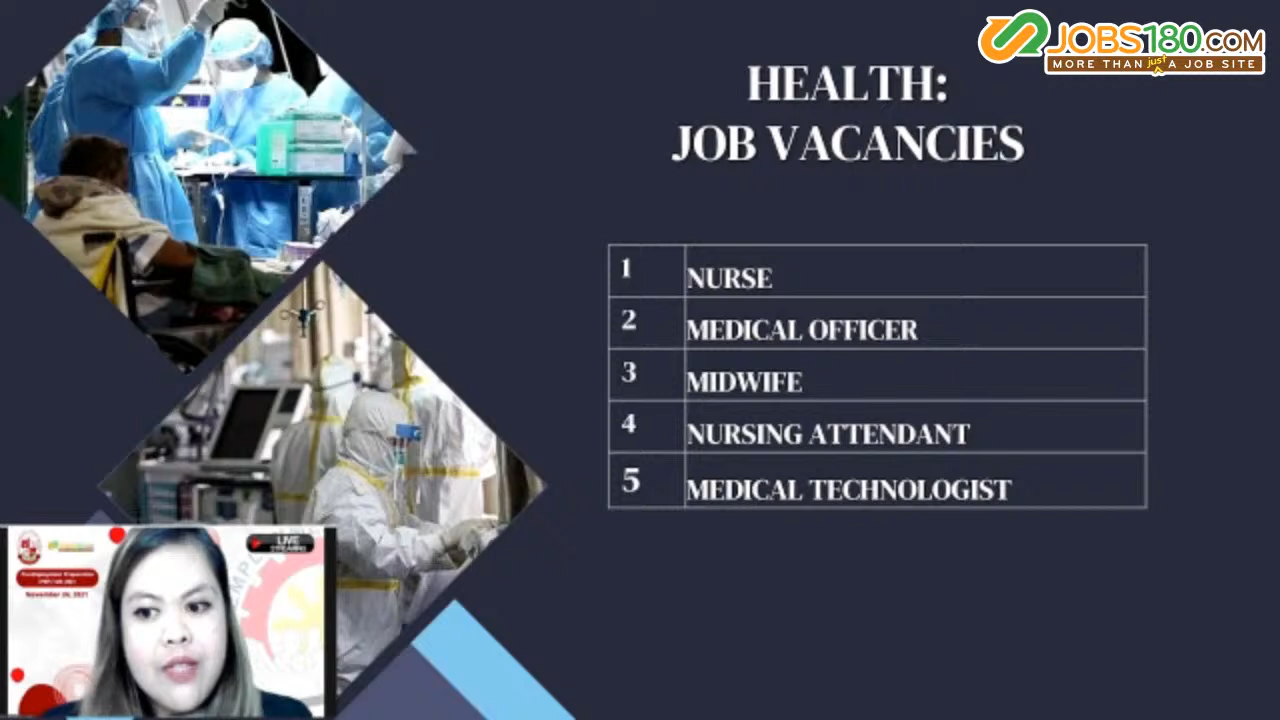 JOBS180.COM
MORE THAN just A JOB SITE
HEALTH:
JOB VACANCIES
1 NURSE
2 MEDICAL OFFICER
3 MIDWIFE
4 NURSING ATTENDANT
5 MEDICAL TECHNOLOGIST
LIVE
STREAMING
November 26, 2021